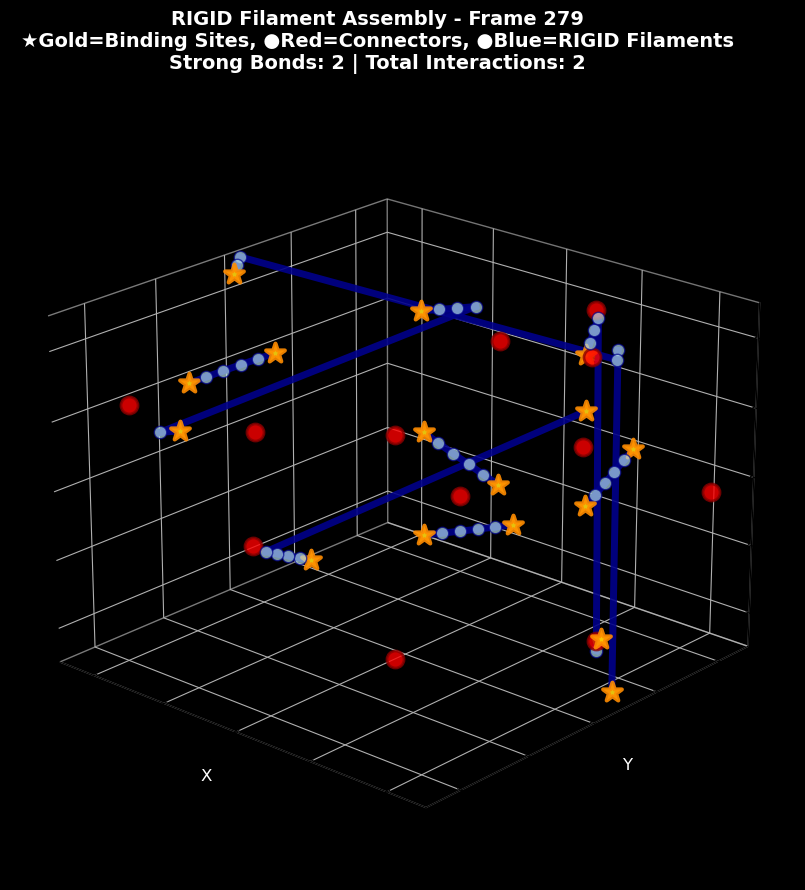 RIGID Filament Assembly - Frame 279
★Gold=Binding Sites, ●Red=Connectors, ●Blue=RIGID Filaments
Strong Bonds: 2 | Total Interactions: 2
X
Y